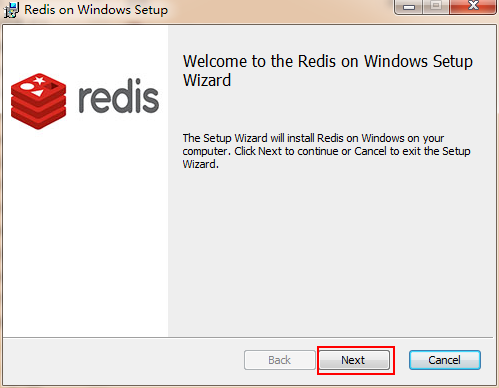 Redis on Windows Setup
redis
Welcome to the Redis on Windows Setup
Wizard
The Setup Wizard will install Redis on Windows on your
computer. Click Next to continue or Cancel to exit the Setup
Wizard.
Back
Next
Cancel